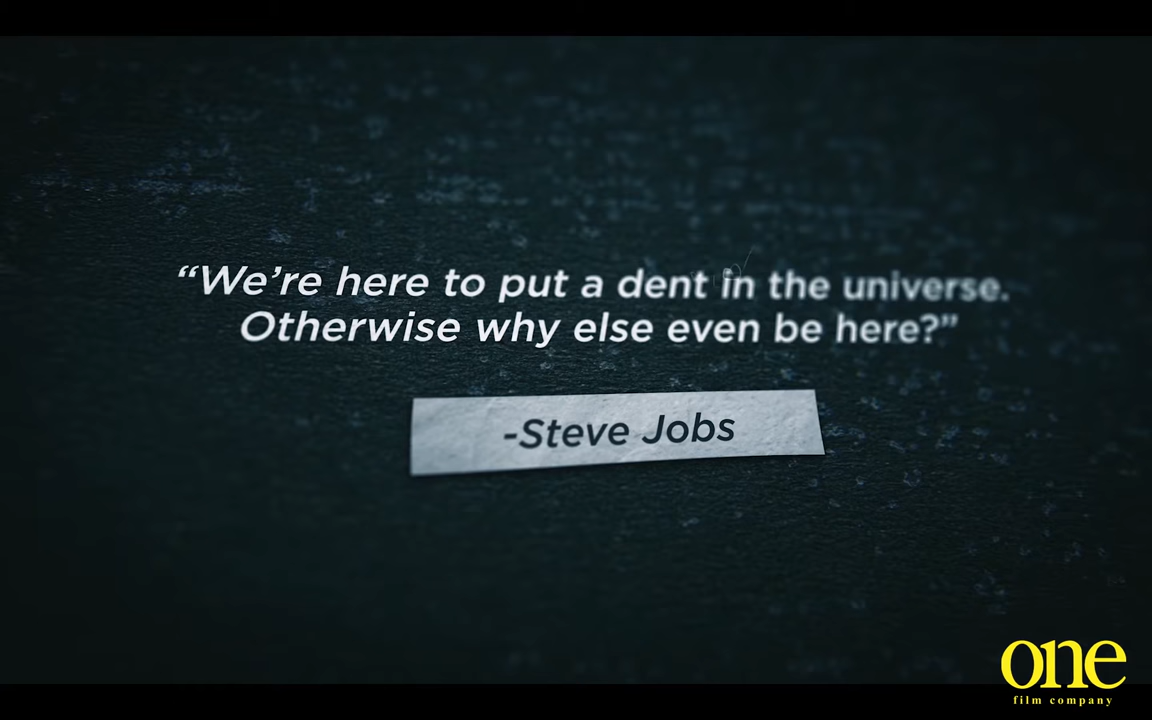 “We’re here to put a dent in the universe.
Otherwise why else even be here?”
-Steve Jobs
one
film company